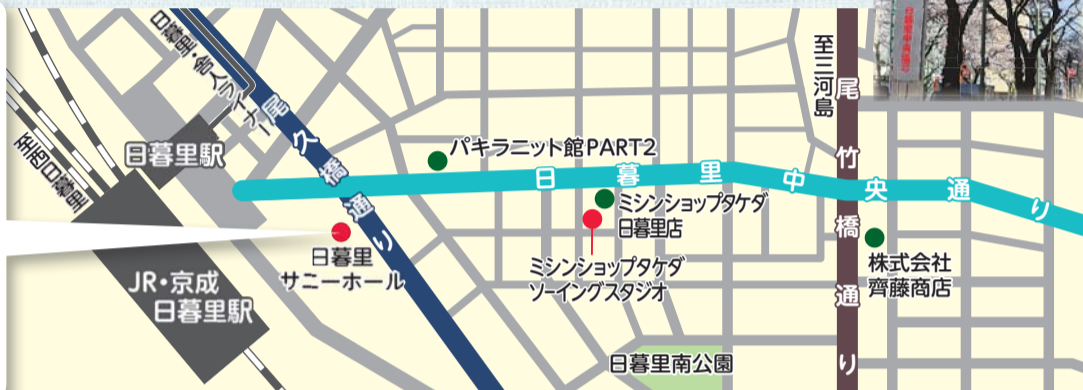 日暮里・舎人ライナー
至西日暮里
日暮里駅
JR・京成
日暮里駅
尾久橋通り
日暮里
サニーホール
パキラニット館PART2
日暮里中央通り
ミシンショップタケダ
日暮里店
ミシンショップタケダ
ソーイングスタジオ
日暮里南公園
至三河島
尾竹橋通り
株式会社
齊藤商店